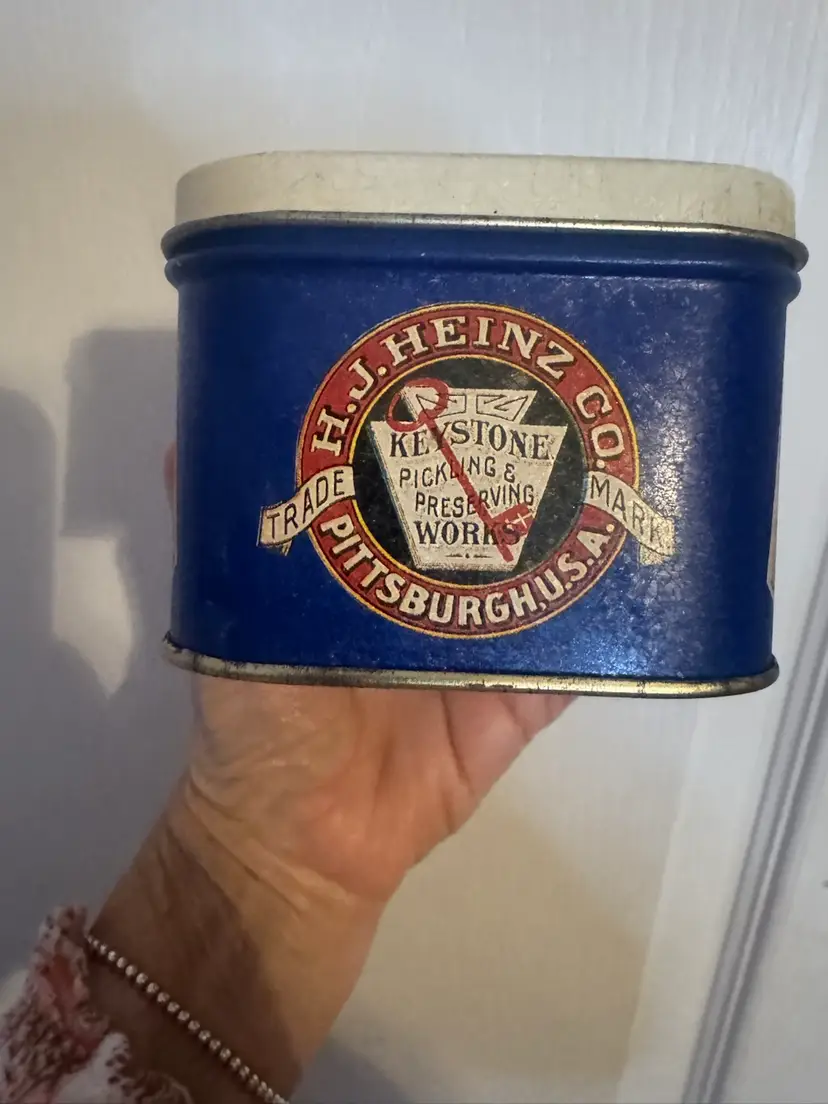 H.J.HEINZ CO.
KEYSTONE
PICKLING &
PRESERVING
WORKS
TRADE MARK
PITTSBURGH,U.S.A.